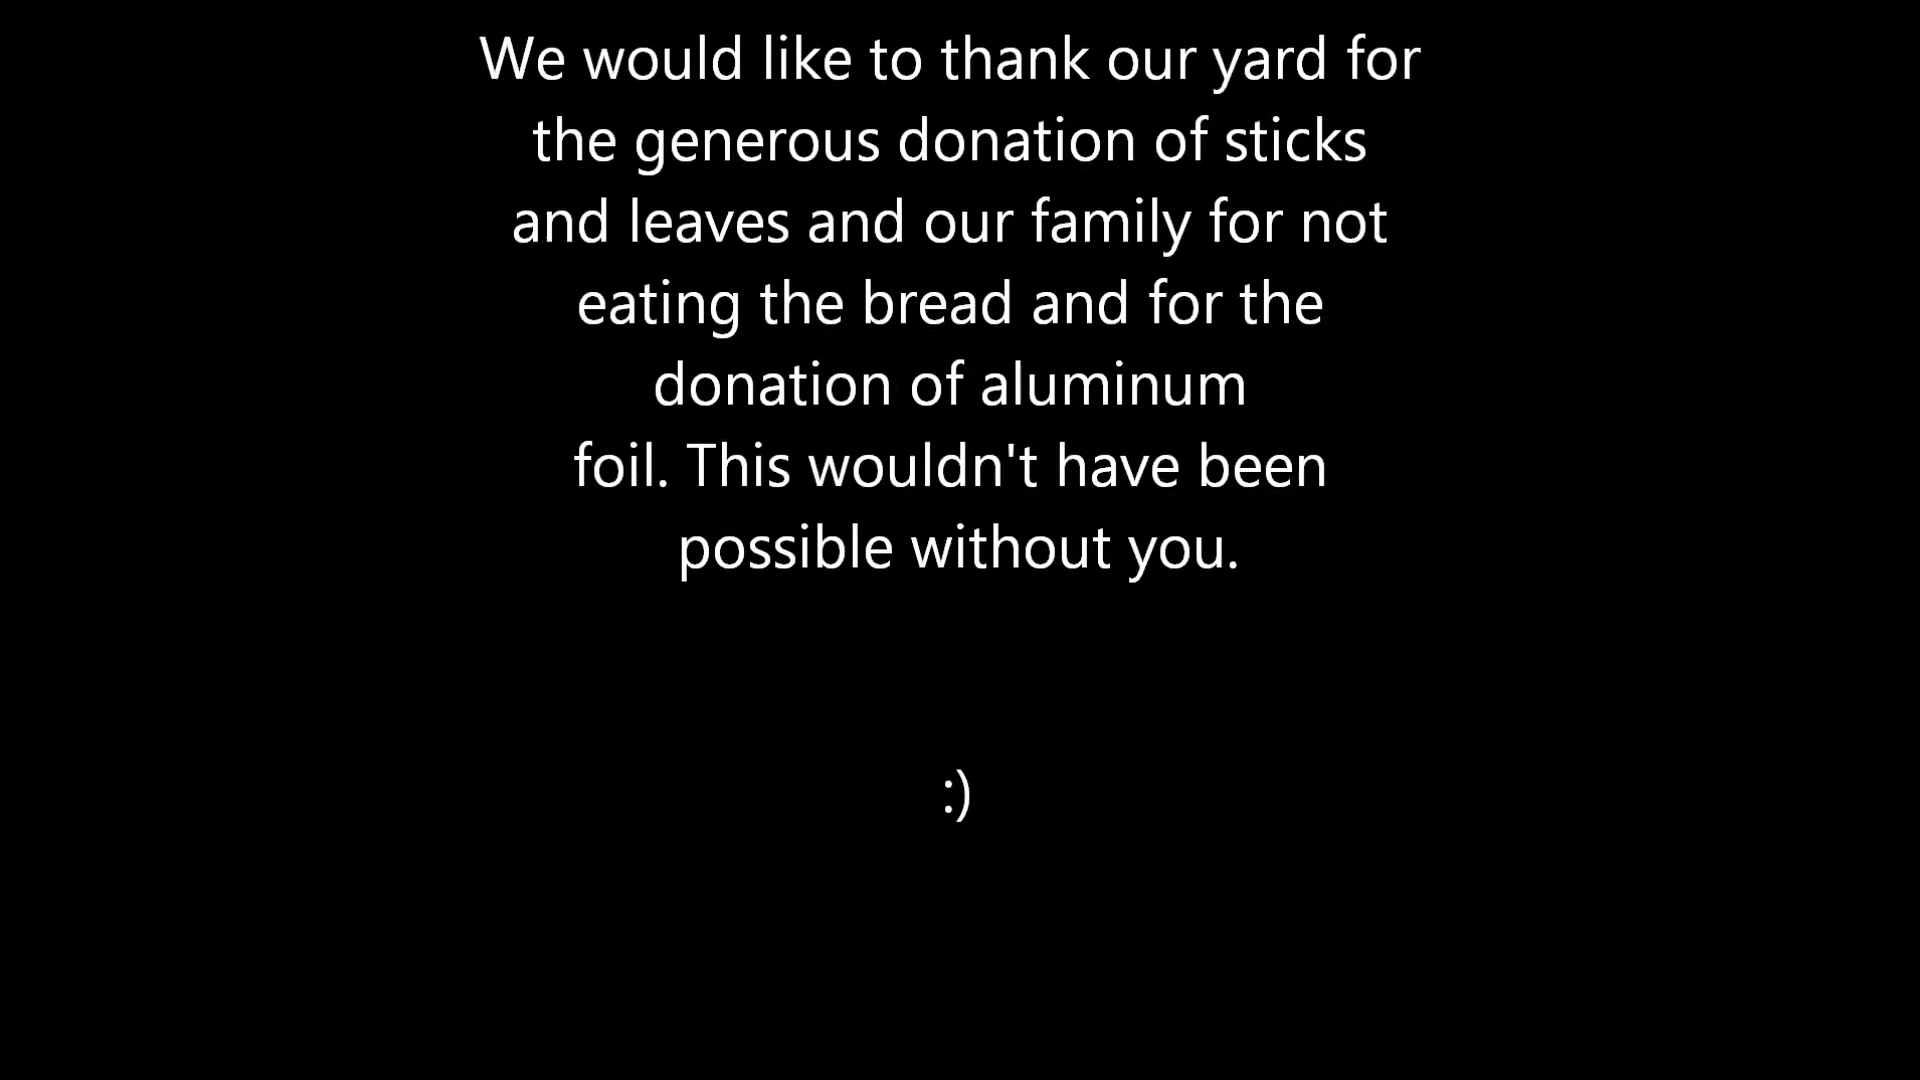 We would like to thank our yard for
the generous donation of sticks
and leaves and our family for not
eating the bread and for the
donation of aluminum
foil. This wouldn't have been
possible without you.
:)